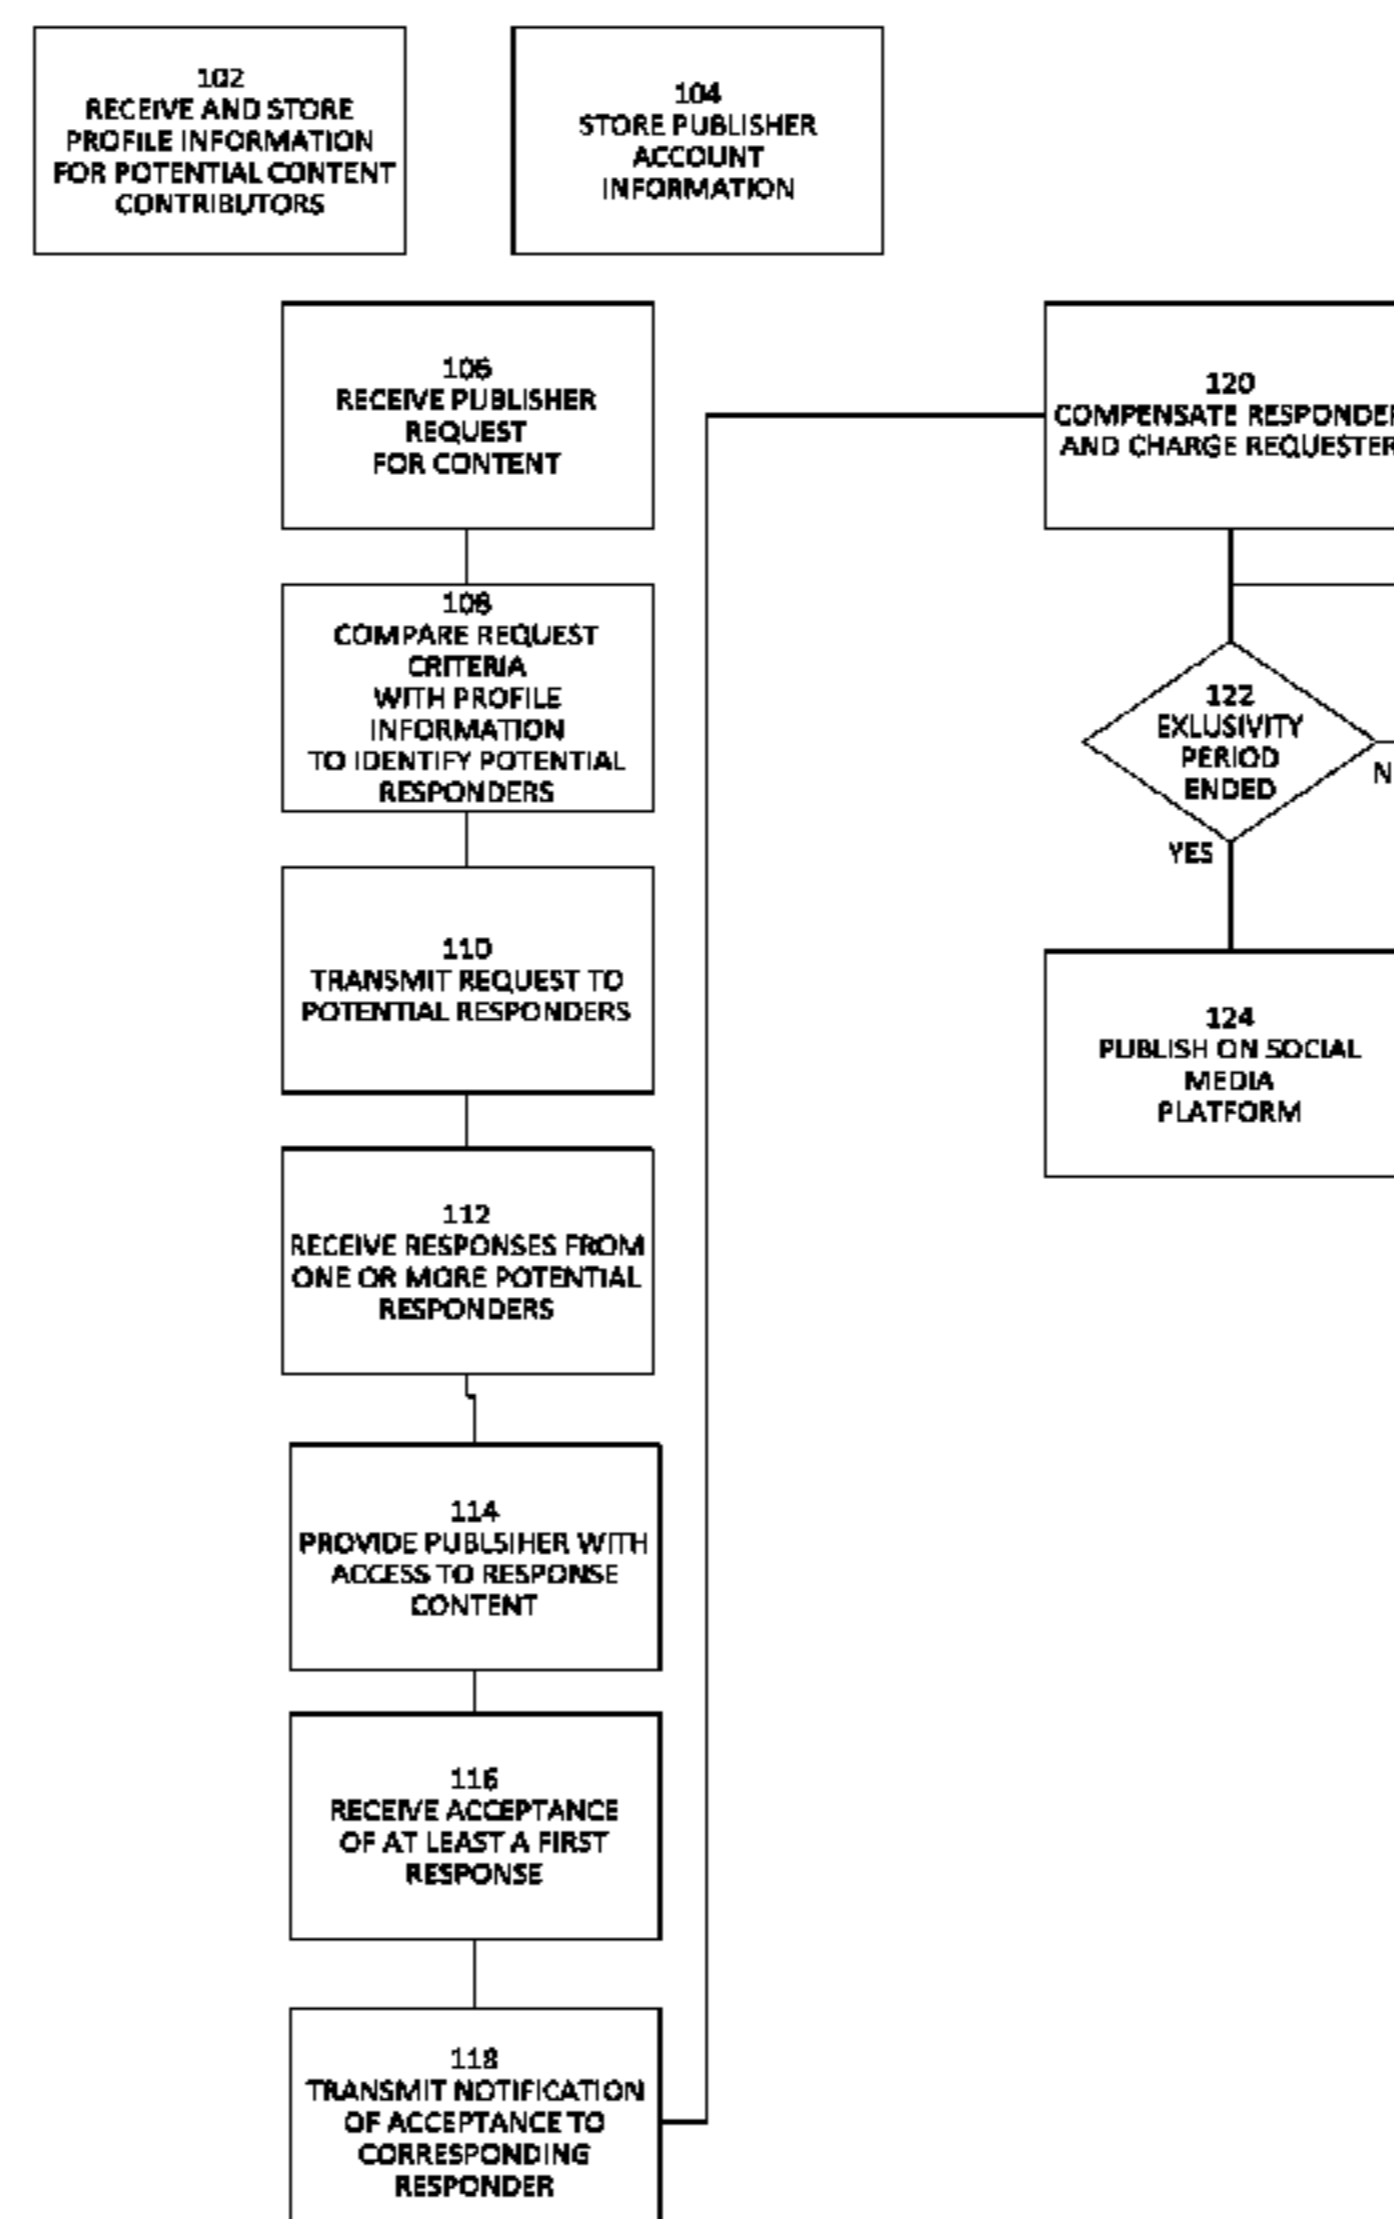 102
RECEIVE AND STORE
PROFILE INFORMATION
FOR POTENTIAL CONTENT
CONTRIBUTORS
104
STORE PUBLISHER
ACCOUNT
INFORMATION
106
RECEIVE PUBLISHER
REQUEST
FOR CONTENT
108
COMPARE REQUEST
CRITERIA
WITH PROFILE
INFORMATION
TO IDENTIFY POTENTIAL
RESPONDERS
110
TRANSMIT REQUEST TO
POTENTIAL RESPONDERS
112
RECEIVE RESPONSES FROM
ONE OR MORE POTENTIAL
RESPONDERS
114
PROVIDE PUBLSIHER WITH
ACCESS TO RESPONSE
CONTENT
116
RECEIVE ACCEPTANCE
OF AT LEAST A FIRST
RESPONSE
118
TRANSMIT NOTIFICATION
OF ACCEPTANCE TO
CORRESPONDING
RESPONDER
120
COMPENSATE RESPONDER
AND CHARGE REQUESTER
122
EXLUSIVITY
PERIOD
ENDED
N
YES
124
PUBLISH ON SOCIAL
MEDIA
PLATFORM